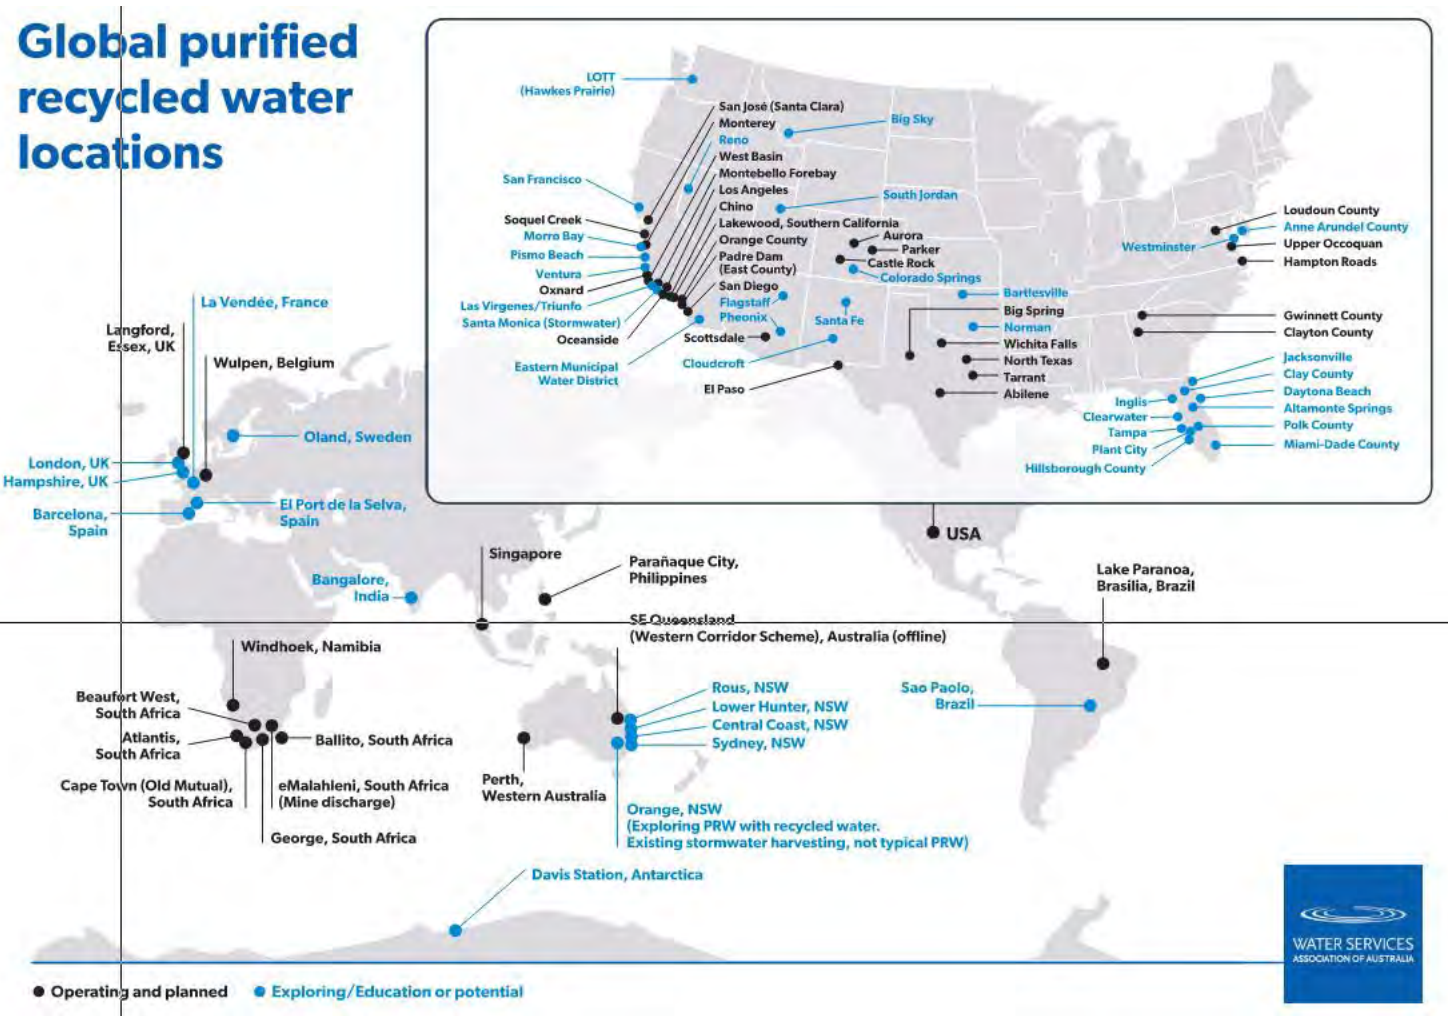 Global purified
recycled water
locations
LOTT
(Hawkes Prairie)
San José (Santa Clara)
Monterey
Reno
West Basin
Montebello Forebay
Los Angeles
Chino
Lakewood, Southern California
Orange County
Padre Dam
(East County)
San Diego
Flagstaff
Pheonix
Scottsdale
Cloudcroft
El Paso
San Francisco
Soquel Creek
Morro Bay
Pismo Beach
Ventura
Oxnard
Las Virgenes/Triunfo
Santa Monica (Stormwater)
Oceanside
Eastern Municipal
Water District
Big Sky
South Jordan
Aurora
Parker
Castle Rock
Colorado Springs
Santa Fe
Bartlesville
Big Spring
Norman
Wichita Falls
North Texas
Tarrant
Abilene
Loudoun County
Anne Arundel County
Westminster
Upper Occoquan
Hampton Roads
Gwinnett County
Clayton County
Jacksonville
Clay County
Daytona Beach
Altamonte Springs
Polk County
Miami-Dade County
Inglis
Clearwater
Tampa
Plant City
Hillsborough County
La Vendée, France
Langford,
Essex, UK
Wulpen, Belgium
Oland, Sweden
London, UK
Hampshire, UK
Barcelona,
Spain
El Port de la Selva,
Spain
USA
Singapore
Parañaque City,
Philippines
Bangalore,
India
Lake Paranoa,
Brasilia, Brazil
SE Queensland
(Western Corridor Scheme), Australia (offline)
Windhoek, Namibia
Beaufort West,
South Africa
Atlantis,
South Africa
Ballito, South Africa
Cape Town (Old Mutual),
South Africa
eMalahleni, South Africa
(Mine discharge)
George, South Africa
Rous, NSW
Lower Hunter, NSW
Central Coast, NSW
Sydney, NSW
Sao Paolo,
Brazil
Perth,
Western Australia
Orange, NSW
(Exploring PRW with recycled water.
Existing stormwater harvesting, not typical PRW)
Davis Station, Antarctica
WATER SERVICES
ASSOCIATION OF AUSTRALIA
Operating and planned
Exploring/Education or potential